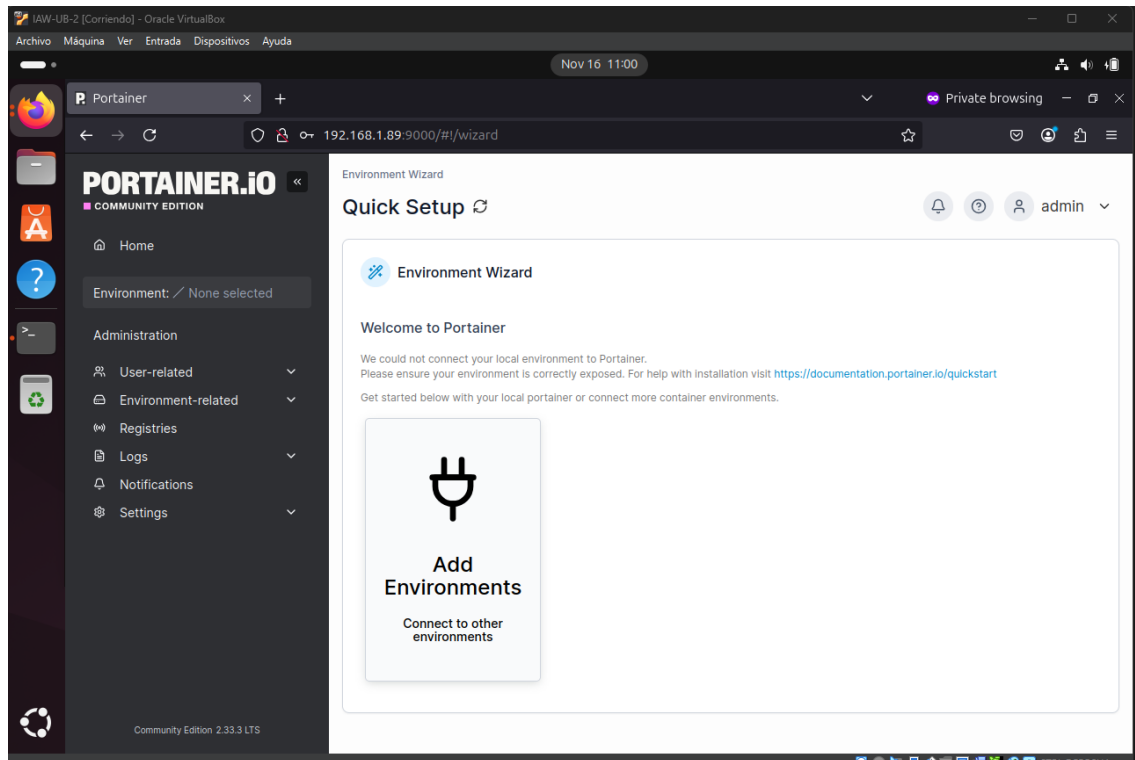 IAW-UB-2 [Corriendo] - Oracle VirtualBox
Archivo Máquina Ver Entrada Dispositivos Ayuda
Nov 16 11:00
Portainer
Private browsing
192.168.1.89:9000/#!/wizard
PORTAINER.iO
COMMUNITY EDITION
Home
Environment: None selected
Administration
User-related
Environment-related
Registries
Logs
Notifications
Settings
Community Edition 2.33.3 LTS
Environment Wizard
Quick Setup
admin
Environment Wizard
Welcome to Portainer
We could not connect your local environment to Portainer.
Please ensure your environment is correctly exposed. For help with installation visit https://documentation.portainer.io/quickstart
Get started below with your local portainer or connect more container environments.
Add
Environments
Connect to other
environments